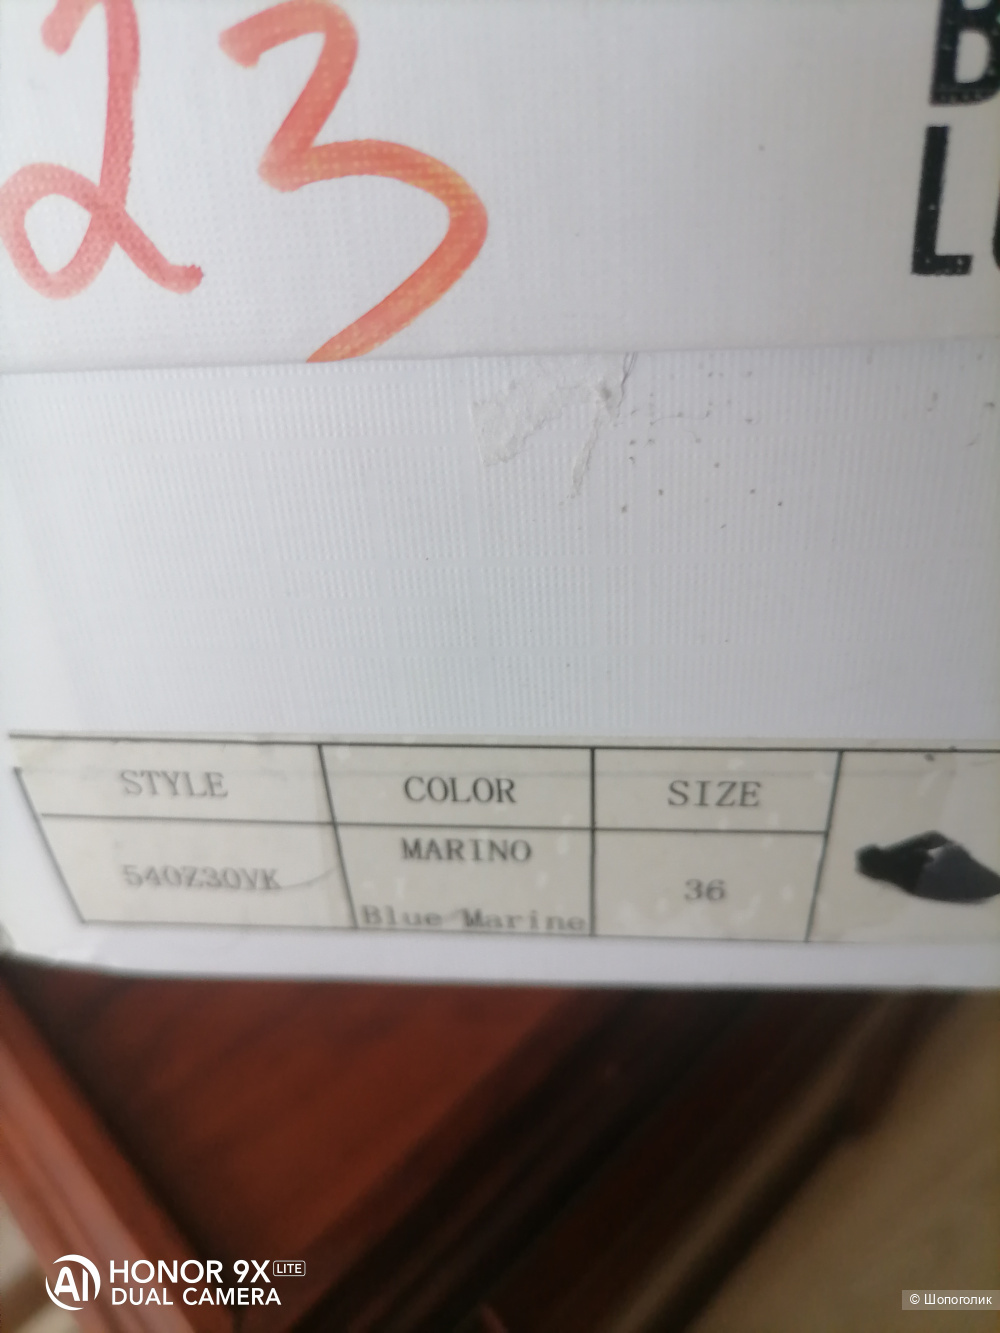 23
B
L
STYLE COLOR SIZE
540Z30VK MARINO 36
Blue Marine
HONOR 9X LITE
DUAL CAMERA
© Шопоголик